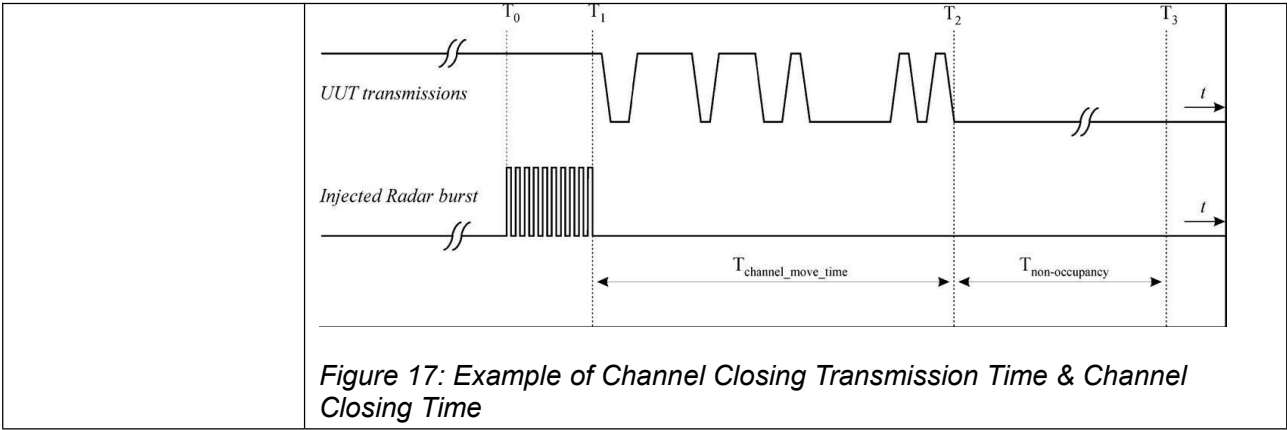 T0 T1 T2 T3
UUT transmissions
t
Injected Radar burst
t
Tchannel_move_time Tnon-occupancy
Figure 17: Example of Channel Closing Transmission Time & Channel
Closing Time